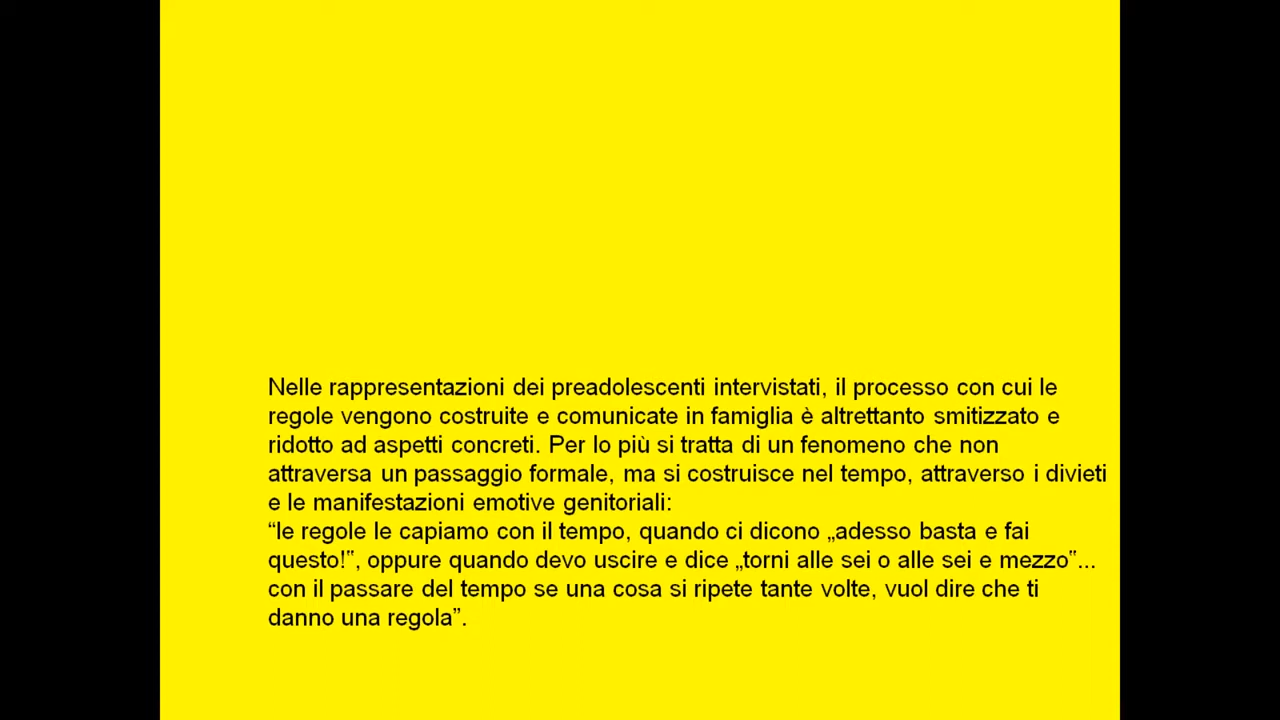 Nelle rappresentazioni dei preadolescenti intervistati, il processo con cui le
regole vengono costruite e comunicate in famiglia è altrettanto smitizzato e
ridotto ad aspetti concreti. Per lo più si tratta di un fenomeno che non
attraversa un passaggio formale, ma si costruisce nel tempo, attraverso i divieti
e le manifestazioni emotive genitoriali:
“le regole le capiamo con il tempo, quando ci dicono „adesso basta e fai
questo!‟, oppure quando devo uscire e dice „torni alle sei o alle sei e mezzo‟...
con il passare del tempo se una cosa si ripete tante volte, vuol dire che ti
danno una regola”.